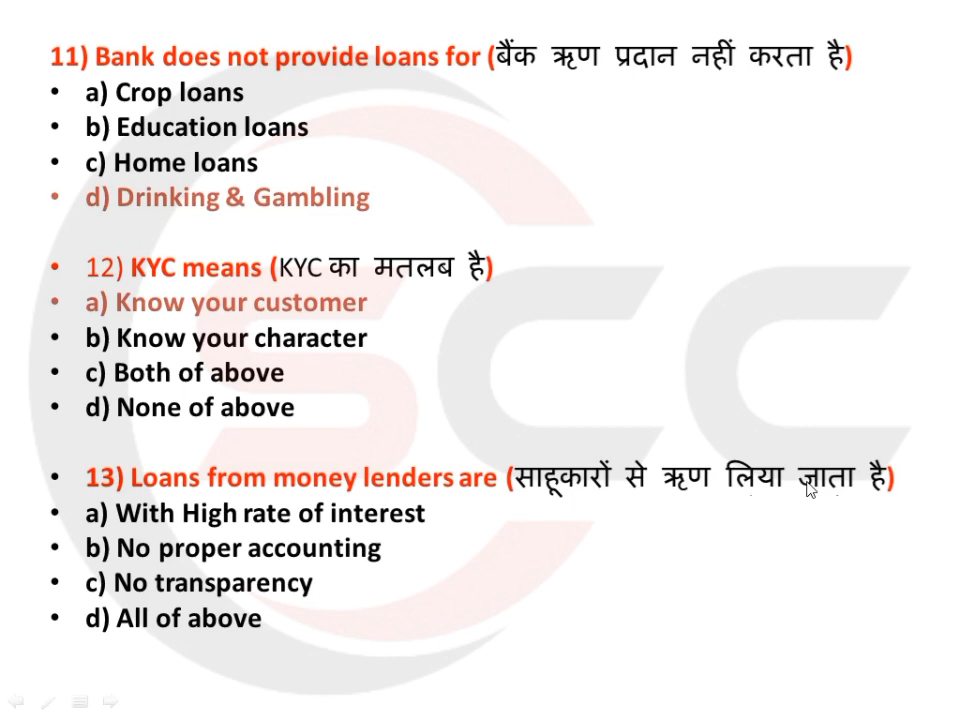 11) Bank does not provide loans for (बैंक ऋण प्रदान नहीं करता है)
• a) Crop loans
• b) Education loans
• c) Home loans
• d) Drinking & Gambling
• 12) KYC means (KYC का मतलब है)
• a) Know your customer
• b) Know your character
• c) Both of above
• d) None of above
• 13) Loans from money lenders are (साहूकारों से ऋण लिया जाता है)
• a) With High rate of interest
• b) No proper accounting
• c) No transparency
• d) All of above
SCC